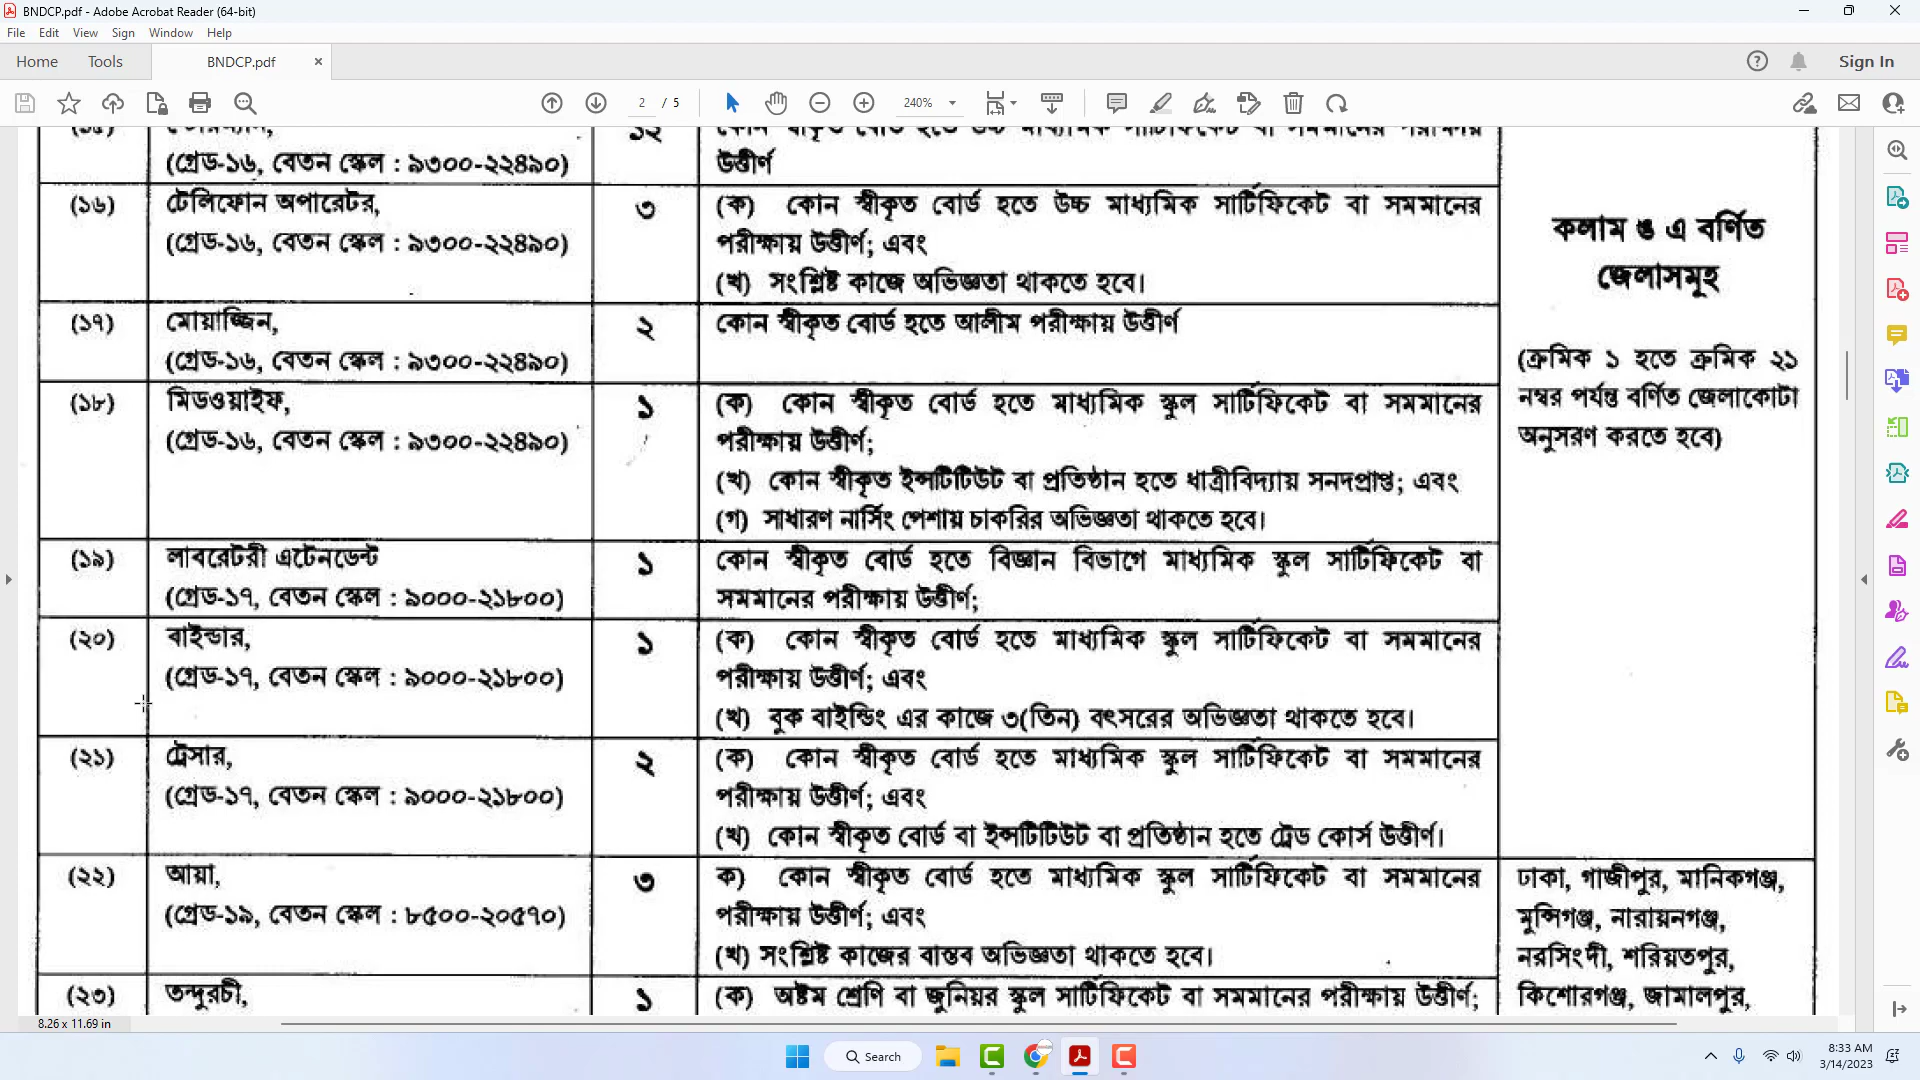 BNDCP.pdf - Adobe Acrobat Reader (64-bit)
File Edit View Sign Window Help
Home Tools BNDCP.pdf × Sign In
2 / 5 240%
(গ্রেড-১৬, বেতন স্কেল : ৯৩০০-২২৪৯০) ১২ উত্তীর্ণ
(১৬) টেলিফোন অপারেটর, ৩ (ক) কোন স্বীকৃত বোর্ড হতে উচ্চ মাধ্যমিক সার্টিফিকেট বা সমমানের
(গ্রেড-১৬, বেতন স্কেল : ৯৩০০-২২৪৯০) পরীক্ষায় উত্তীর্ণ; এবং
(খ) সংশ্লিষ্ট কাজে অভিজ্ঞতা থাকতে হবে।
কলাম ঙ এ বর্ণিত
জেলাসমূহ
(১৭) মোয়াজ্জিন, ২ কোন স্বীকৃত বোর্ড হতে আলীম পরীক্ষায় উত্তীর্ণ
(গ্রেড-১৬, বেতন স্কেল : ৯৩০০-২২৪৯০)
(ক্রমিক ১ হতে ক্রমিক ২১
নম্বর পর্যন্ত বর্ণিত জেলাকোটা
অনুসরণ করতে হবে)
(১৮) মিডওয়াইফ, ১ (ক) কোন স্বীকৃত বোর্ড হতে মাধ্যমিক স্কুল সার্টিফিকেট বা সমমানের
(গ্রেড-১৬, বেতন স্কেল : ৯৩০০-২২৪৯০) পরীক্ষায় উত্তীর্ণ;
(খ) কোন স্বীকৃত ইন্সটিটিউট বা প্রতিষ্ঠান হতে ধাত্রীবিদ্যায় সনদপ্রাপ্ত; এবং
(গ) সাধারণ নার্সিং পেশায় চাকরির অভিজ্ঞতা থাকতে হবে।
(১৯) লাবরেটরী এটেনডেন্ট ১ কোন স্বীকৃত বোর্ড হতে বিজ্ঞান বিভাগে মাধ্যমিক স্কুল সার্টিফিকেট বা
(গ্রেড-১৭, বেতন স্কেল : ৯০০০-২১৮০০) সমমানের পরীক্ষায় উত্তীর্ণ;
(২০) বাইন্ডার, ১ (ক) কোন স্বীকৃত বোর্ড হতে মাধ্যমিক স্কুল সার্টিফিকেট বা সমমানের
(গ্রেড-১৭, বেতন স্কেল : ৯০০০-২১৮০০) পরীক্ষায় উত্তীর্ণ; এবং
(খ) বুক বাইন্ডিং এর কাজে ৩(তিন) বৎসরের অভিজ্ঞতা থাকতে হবে।
(২১) ট্রেসার, ২ (ক) কোন স্বীকৃত বোর্ড হতে মাধ্যমিক স্কুল সার্টিফিকেট বা সমমানের
(গ্রেড-১৭, বেতন স্কেল : ৯০০০-২১৮০০) পরীক্ষায় উত্তীর্ণ; এবং
(খ) কোন স্বীকৃত বোর্ড বা ইন্সটিটিউট বা প্রতিষ্ঠান হতে ট্রেড কোর্স উত্তীর্ণ।
(২২) আয়া, ৩ ক) কোন স্বীকৃত বোর্ড হতে মাধ্যমিক স্কুল সার্টিফিকেট বা সমমানের ঢাকা, গাজীপুর, মানিকগঞ্জ,
(গ্রেড-১৯, বেতন স্কেল : ৮৫০০-২০৫৭০) পরীক্ষায় উত্তীর্ণ; এবং মুন্সিগঞ্জ, নারায়নগঞ্জ,
(খ) সংশ্লিষ্ট কাজের বাস্তব অভিজ্ঞতা থাকতে হবে। নরসিংদী, শরিয়তপুর,
(২৩) তন্দুরচী, ১ (ক) অষ্টম শ্রেণি বা জুনিয়র স্কুল সার্টিফিকেট বা সমমানের পরীক্ষায় উত্তীর্ণ; কিশোরগঞ্জ, জামালপুর,
8.26 x 11.69 in
Search 8:33 AM
3/14/2023